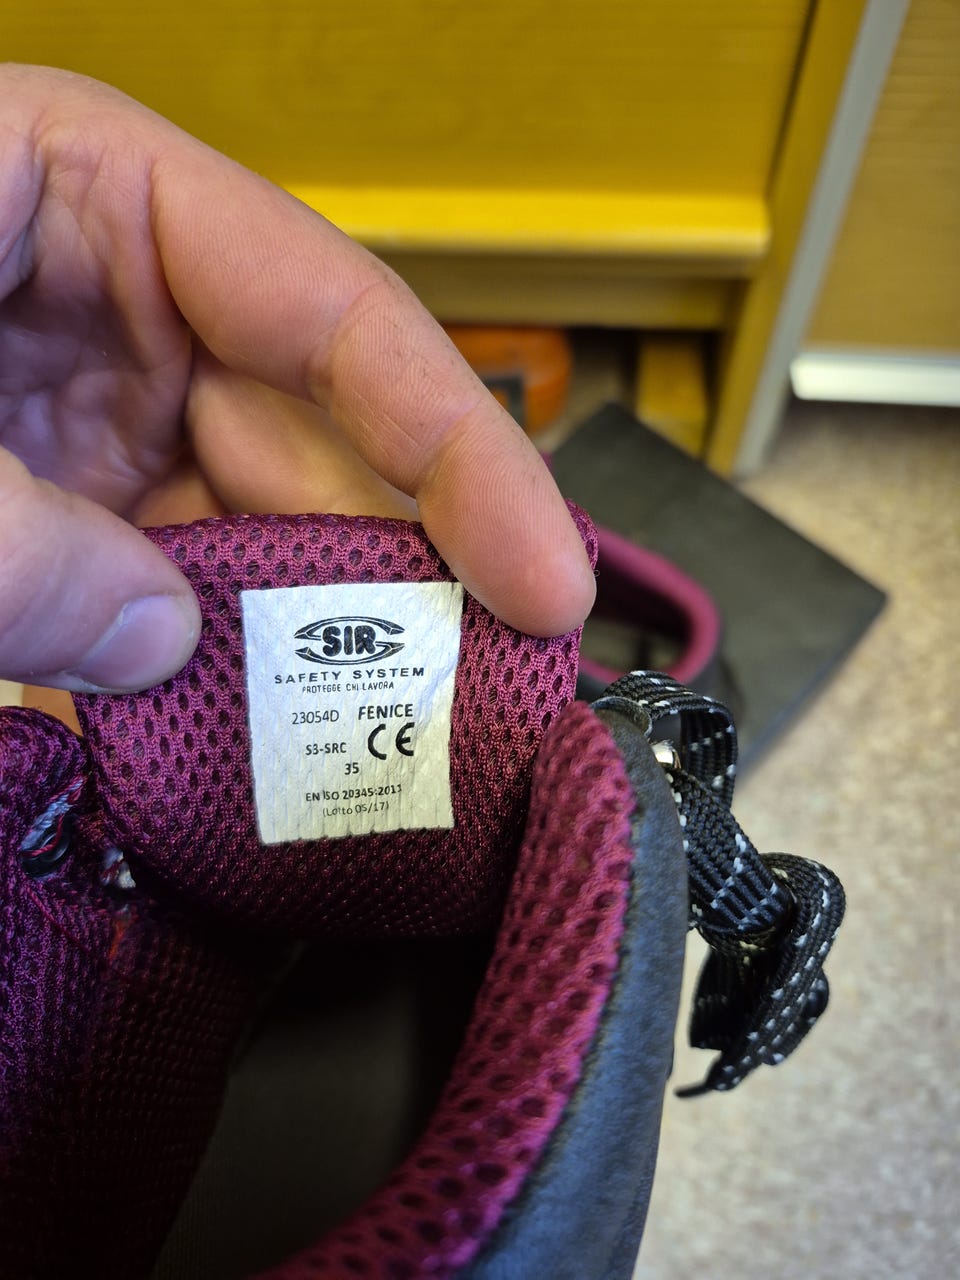 SIR
SAFETY SYSTEM
PROTEGGE CHI LAVORA
23054D FENICE
S3-SRC CE
35
EN ISO 20345:2011
(Lotto 05/17)